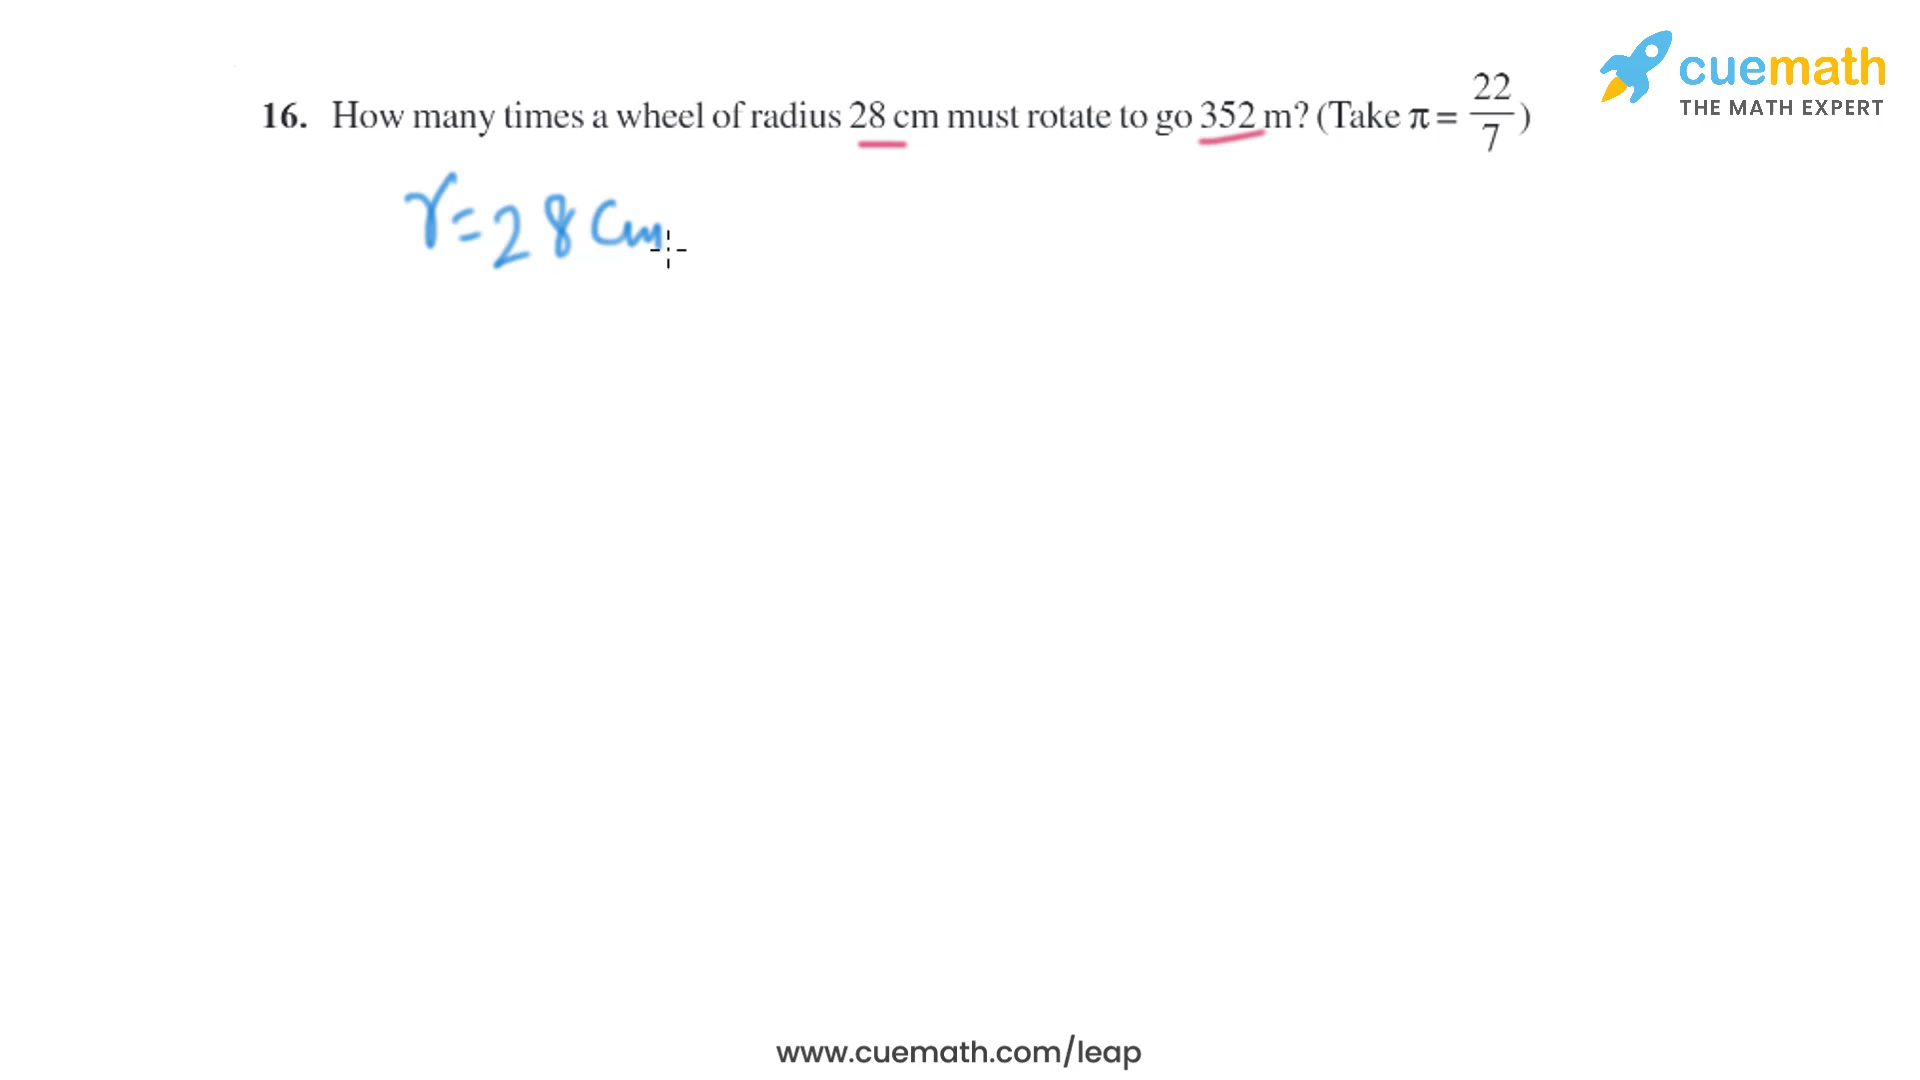 cuemath
THE MATH EXPERT
16. How many times a wheel of radius 28 cm must rotate to go 352 m? (Take π = 22/7)
r = 28 cm
www.cuemath.com/leap